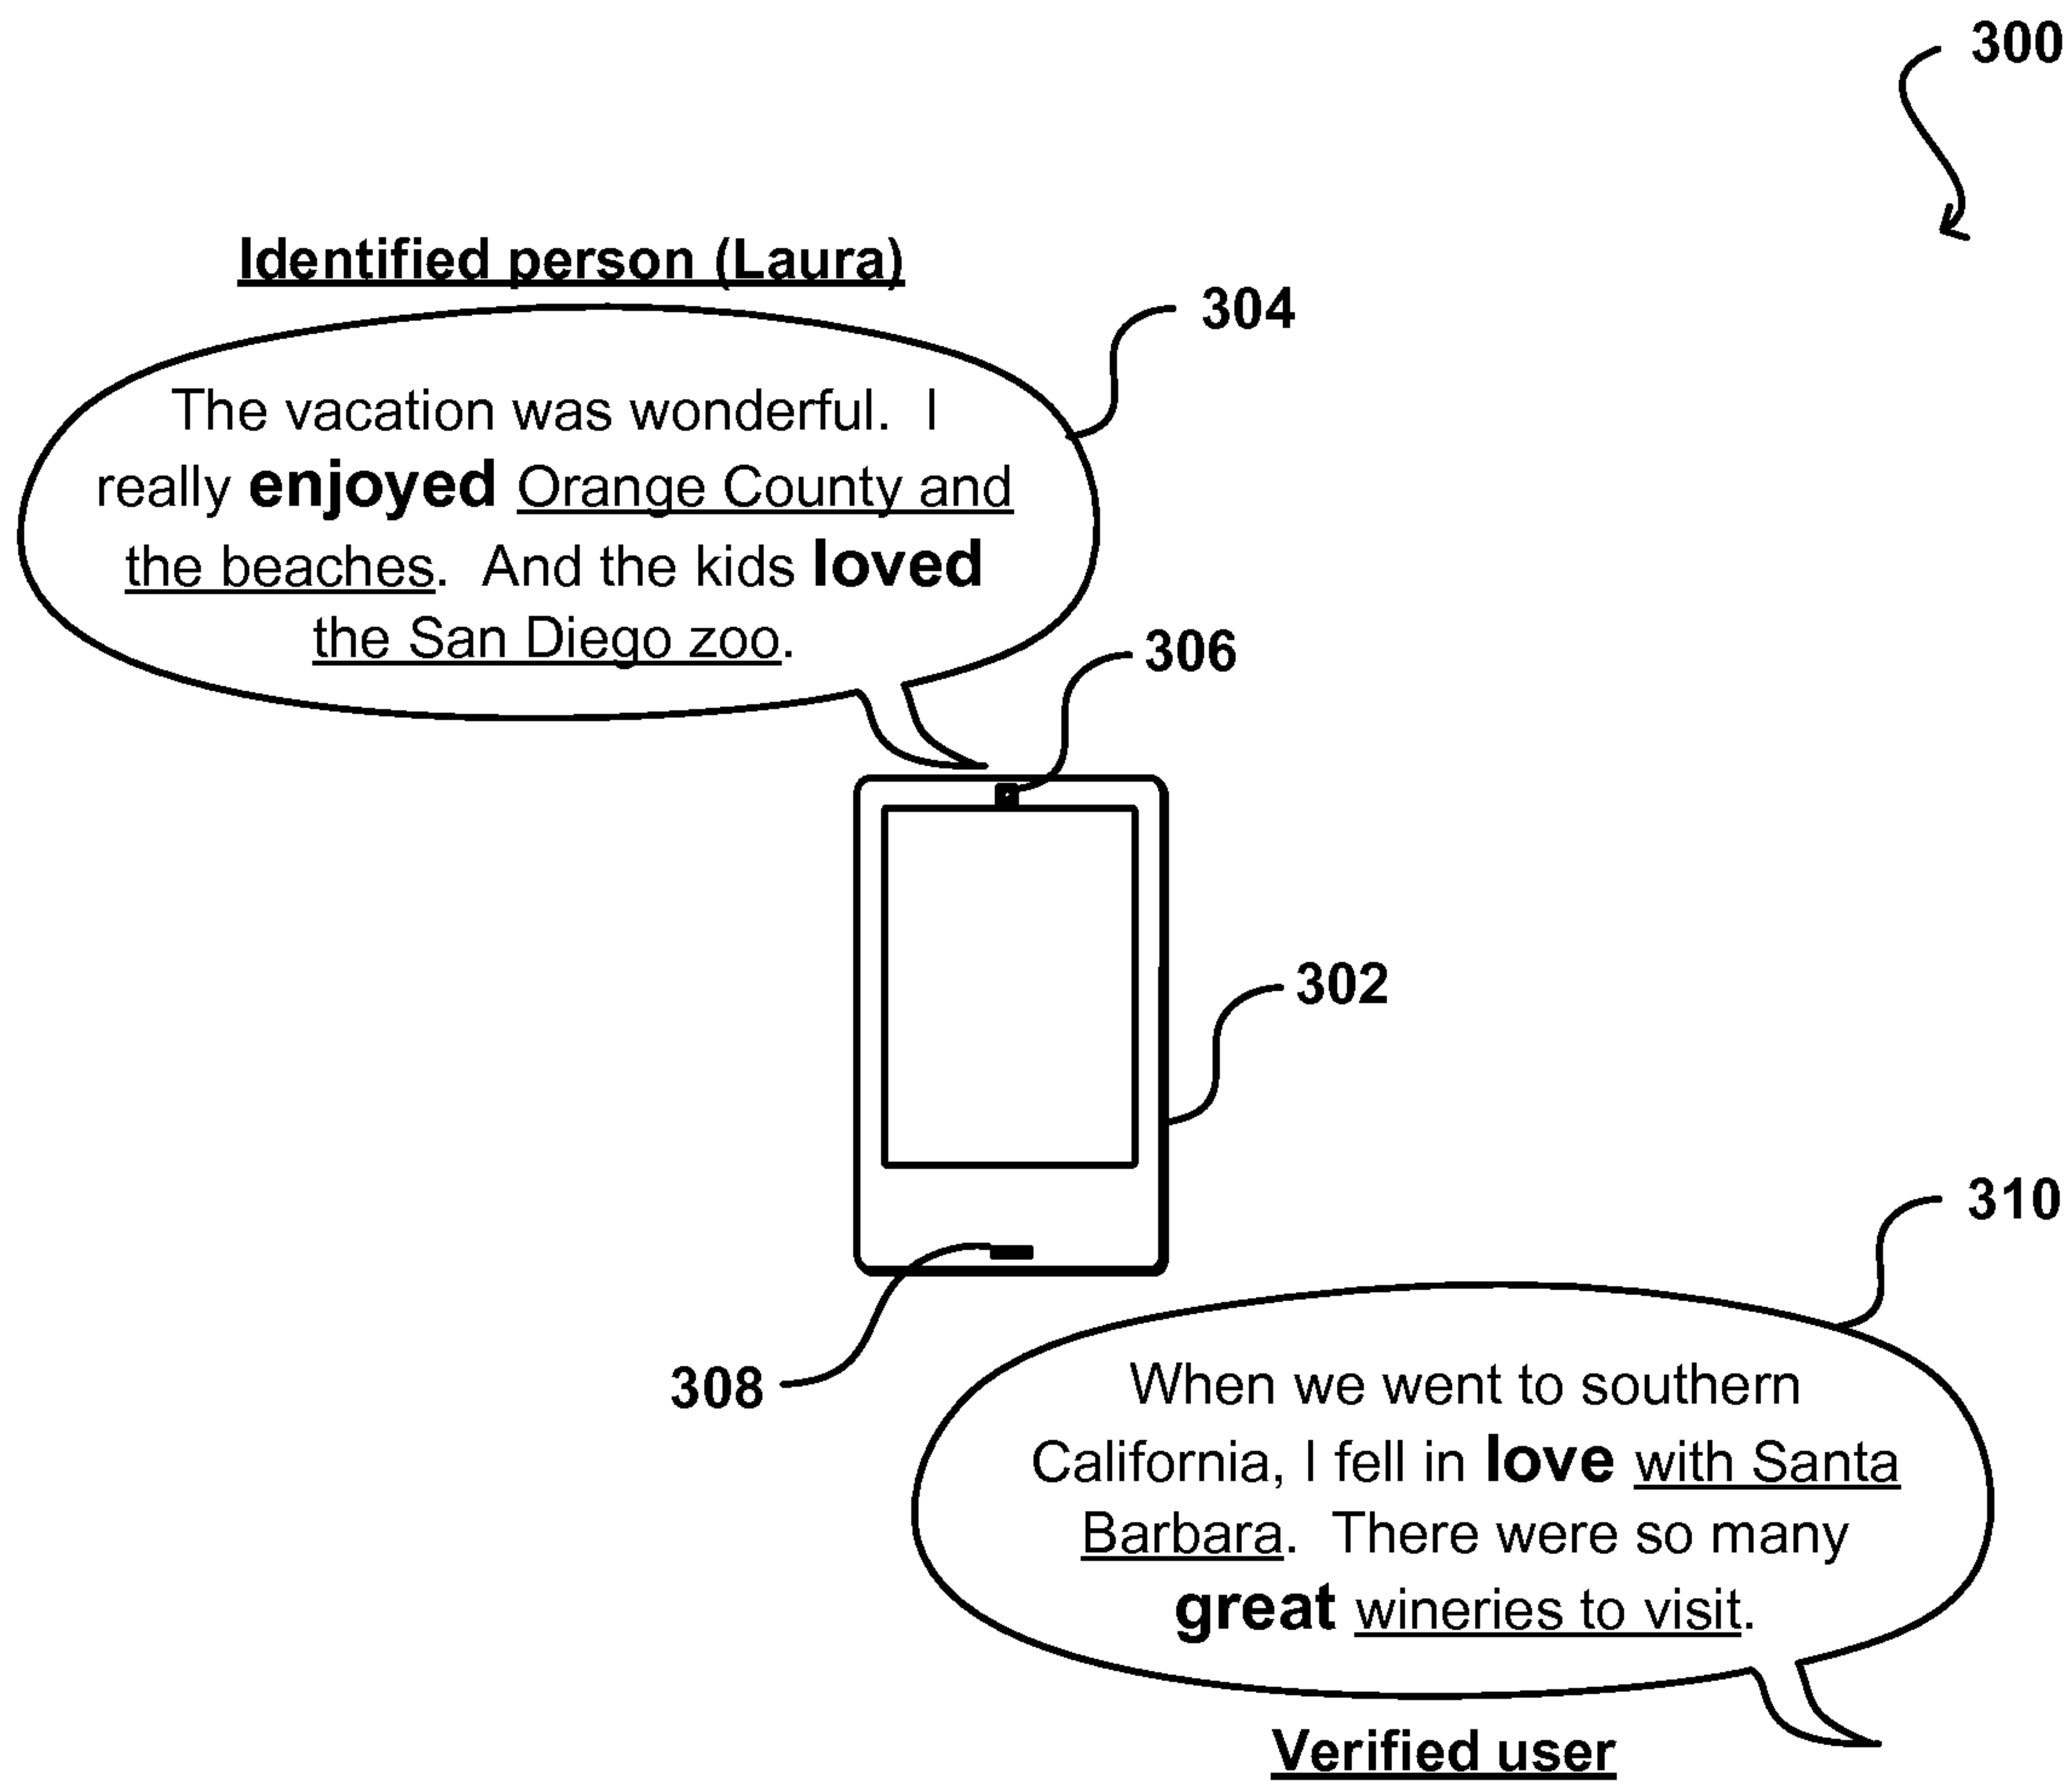 300
Identified person (Laura)
304
The vacation was wonderful. I
really enjoyed Orange County and
the beaches. And the kids loved
the San Diego zoo.
306
302
310
308
When we went to southern
California, I fell in love with Santa
Barbara. There were so many
great wineries to visit.
Verified user